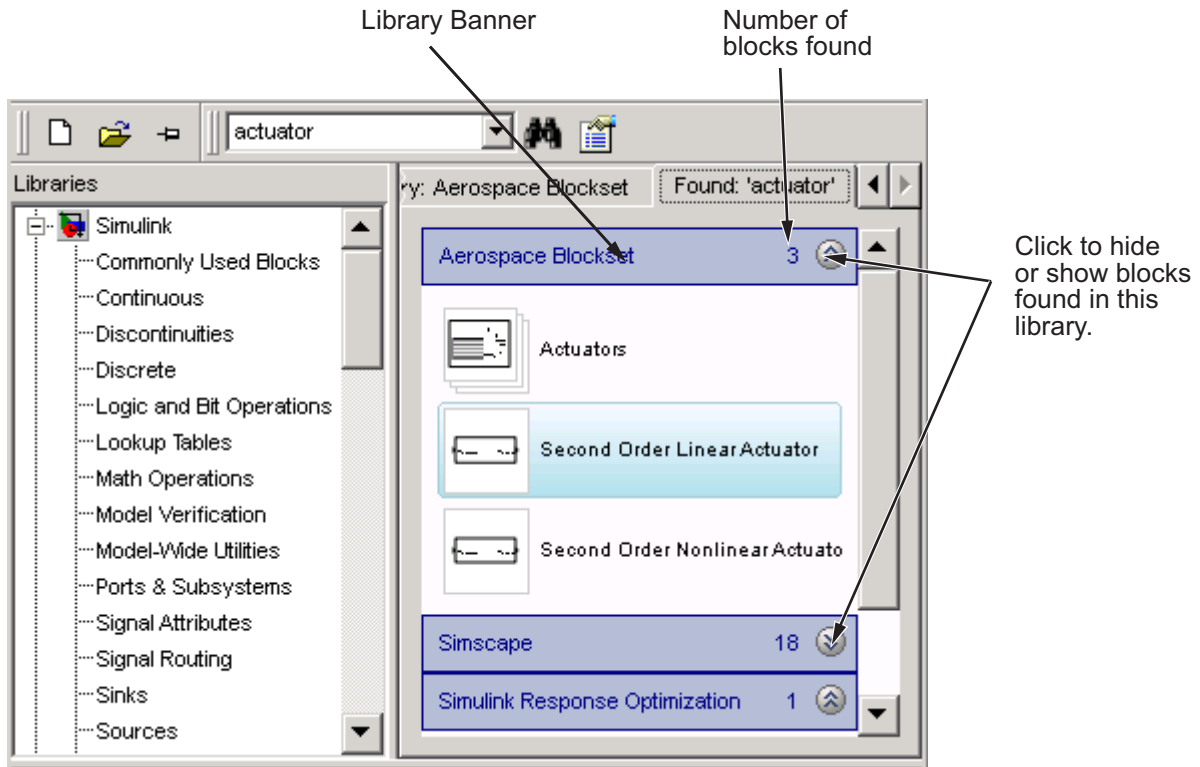 Library Banner
Number of
blocks found
actuator
Libraries
ry: Aerospace Blockset
Found: 'actuator'
Simulink
Commonly Used Blocks
Continuous
Discontinuities
Discrete
Logic and Bit Operations
Lookup Tables
Math Operations
Model Verification
Model-Wide Utilities
Ports & Subsystems
Signal Attributes
Signal Routing
Sinks
Sources
Aerospace Blockset 3
Actuators
Second Order Linear Actuator
Second Order Nonlinear Actuato
Simscape 18
Simulink Response Optimization 1
Click to hide
or show blocks
found in this
library.